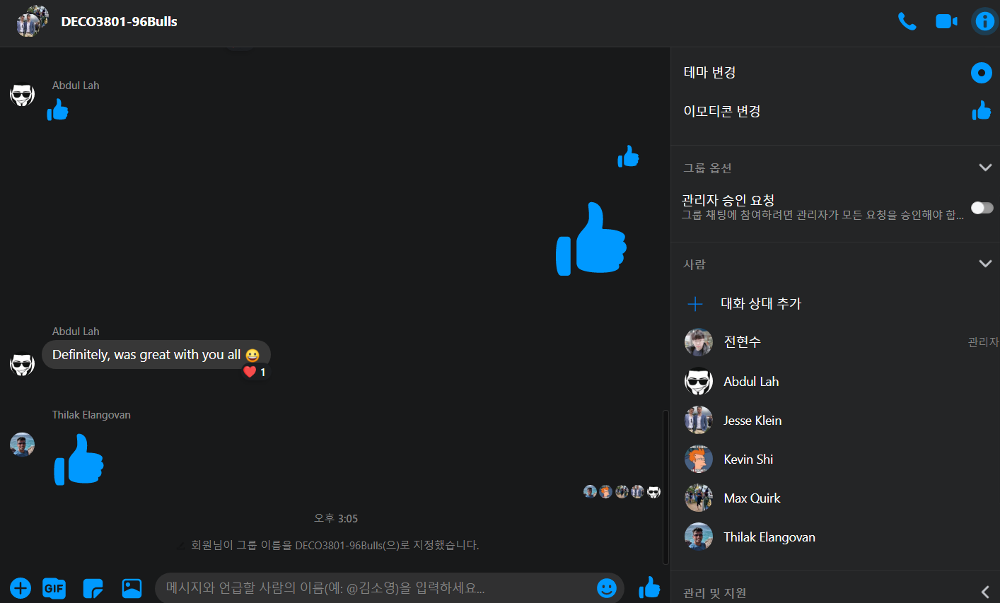 DECO3801-96Bulls
Abdul Lah
Abdul Lah
Definitely, was great with you all 😀
❤️ 1
Thilak Elangovan
오후 3:05
회원님이 그룹 이름을 DECO3801-96Bulls(으)로 지정했습니다.
GIF
메시지와 언급할 사람의 이름(예: @김소영)을 입력하세요...
테마 변경
이모티콘 변경
그룹 옵션
관리자 승인 요청
그룹 채팅에 참여하려면 관리자가 모든 요청을 승인해야 합...
사람
대화 상대 추가
전현수
관리자
Abdul Lah
Jesse Klein
Kevin Shi
Max Quirk
Thilak Elangovan
관리 및 지원